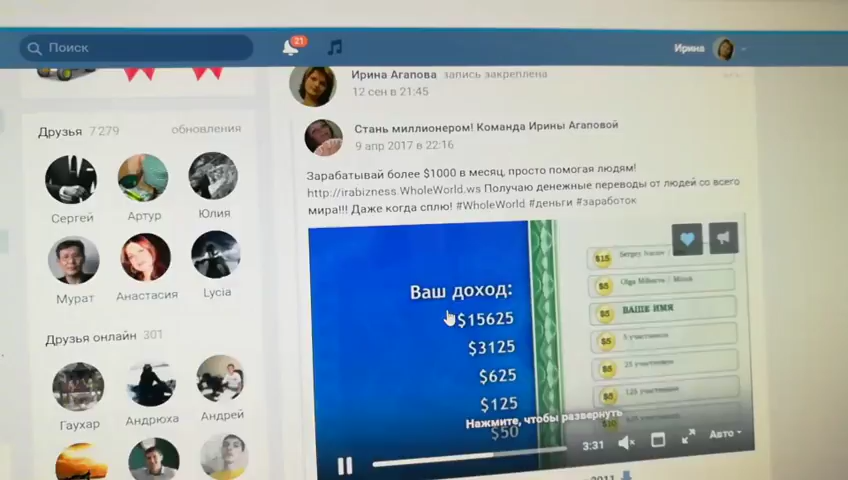 Поиск
21
Ирина
Ирина Агапова запись закреплена
12 сен в 21:45
Друзья 7 279
обновления
Сергей
Артур
Юлия
Мурат
Анастасия
Lycia
Друзья онлайн 301
Гаухар
Андрюха
Андрей
Стань миллионером! Команда Ирины Агаповой
9 апр 2017 в 22:16
Зарабатывай более $1000 в месяц, просто помогая людям!
http://irabizness.WholeWorld.ws Получаю денежные переводы от людей со всего
мира!!! Даже когда сплю! #WholeWorld #деньги #заработок
Ваш доход:
$15625
$3125
$625
$125
$50
$15 Sergey Ivanov /
$5 Olga Milhaeva /
$5 ВАШЕ ИМЯ
$5 5 участников
$5 25 участников
$5 125 участников
Нажмите, чтобы развернуть
3:31
Авто